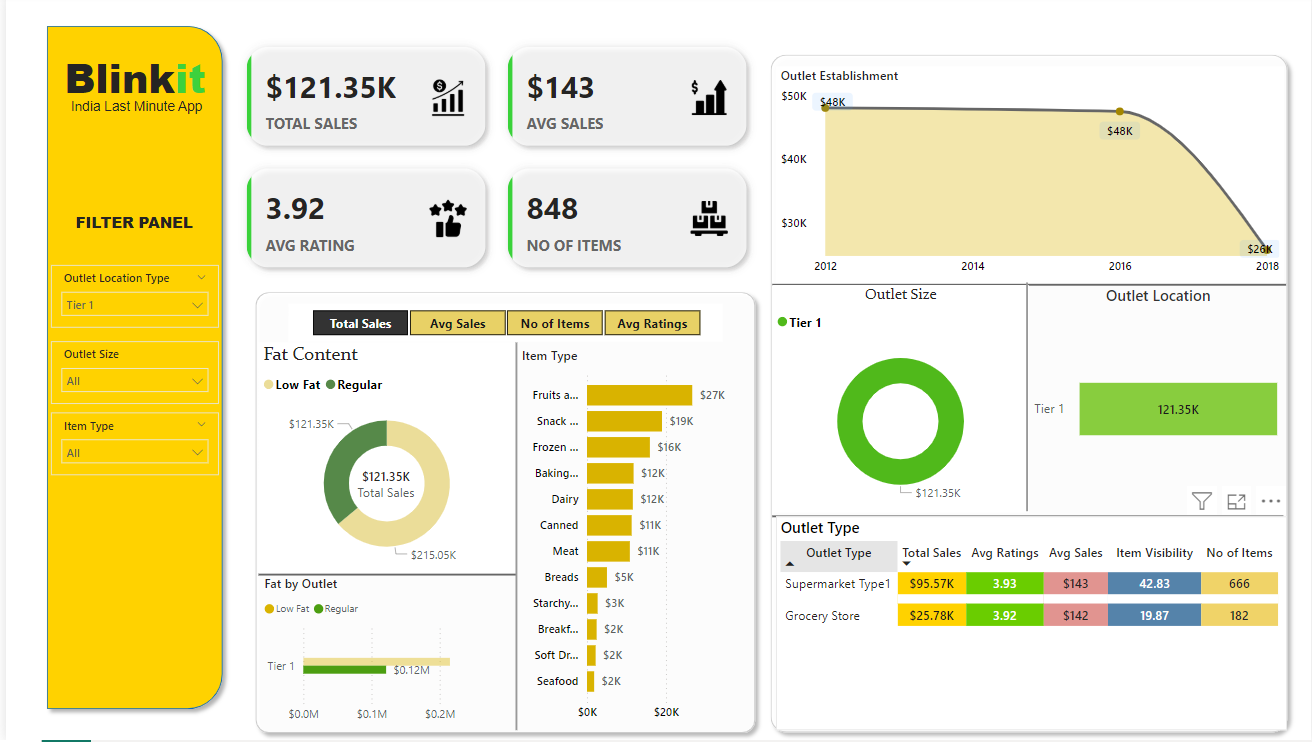 Blinkit
India Last Minute App
FILTER PANEL
Outlet Location Type
Tier 1
Outlet Size
All
Item Type
All
$121.35K
TOTAL SALES
$143
AVG SALES
3.92
AVG RATING
848
NO OF ITEMS
Total Sales Avg Sales No of Items Avg Ratings
Fat Content
Low Fat Regular
$121.35K
$121.35K
Total Sales
$215.05K
Fat by Outlet
Low Fat Regular
Tier 1
$0.12M
$0.0M $0.1M $0.2M
Item Type
Fruits a... $27K
Snack ... $19K
Frozen ... $16K
Baking... $12K
Dairy $12K
Canned $11K
Meat $11K
Breads $5K
Starchy... $3K
Breakf... $2K
Soft Dr... $2K
Seafood $2K
$0K $20K
Outlet Establishment
$50K
$48K
$48K
$40K
$30K
$26K
2012 2014 2016 2018
Outlet Size
Tier 1
$121.35K
Outlet Location
Tier 1 121.35K
Outlet Type
Outlet Type Total Sales Avg Ratings Avg Sales Item Visibility No of Items
Supermarket Type1 $95.57K 3.93 $143 42.83 666
Grocery Store $25.78K 3.92 $142 19.87 182